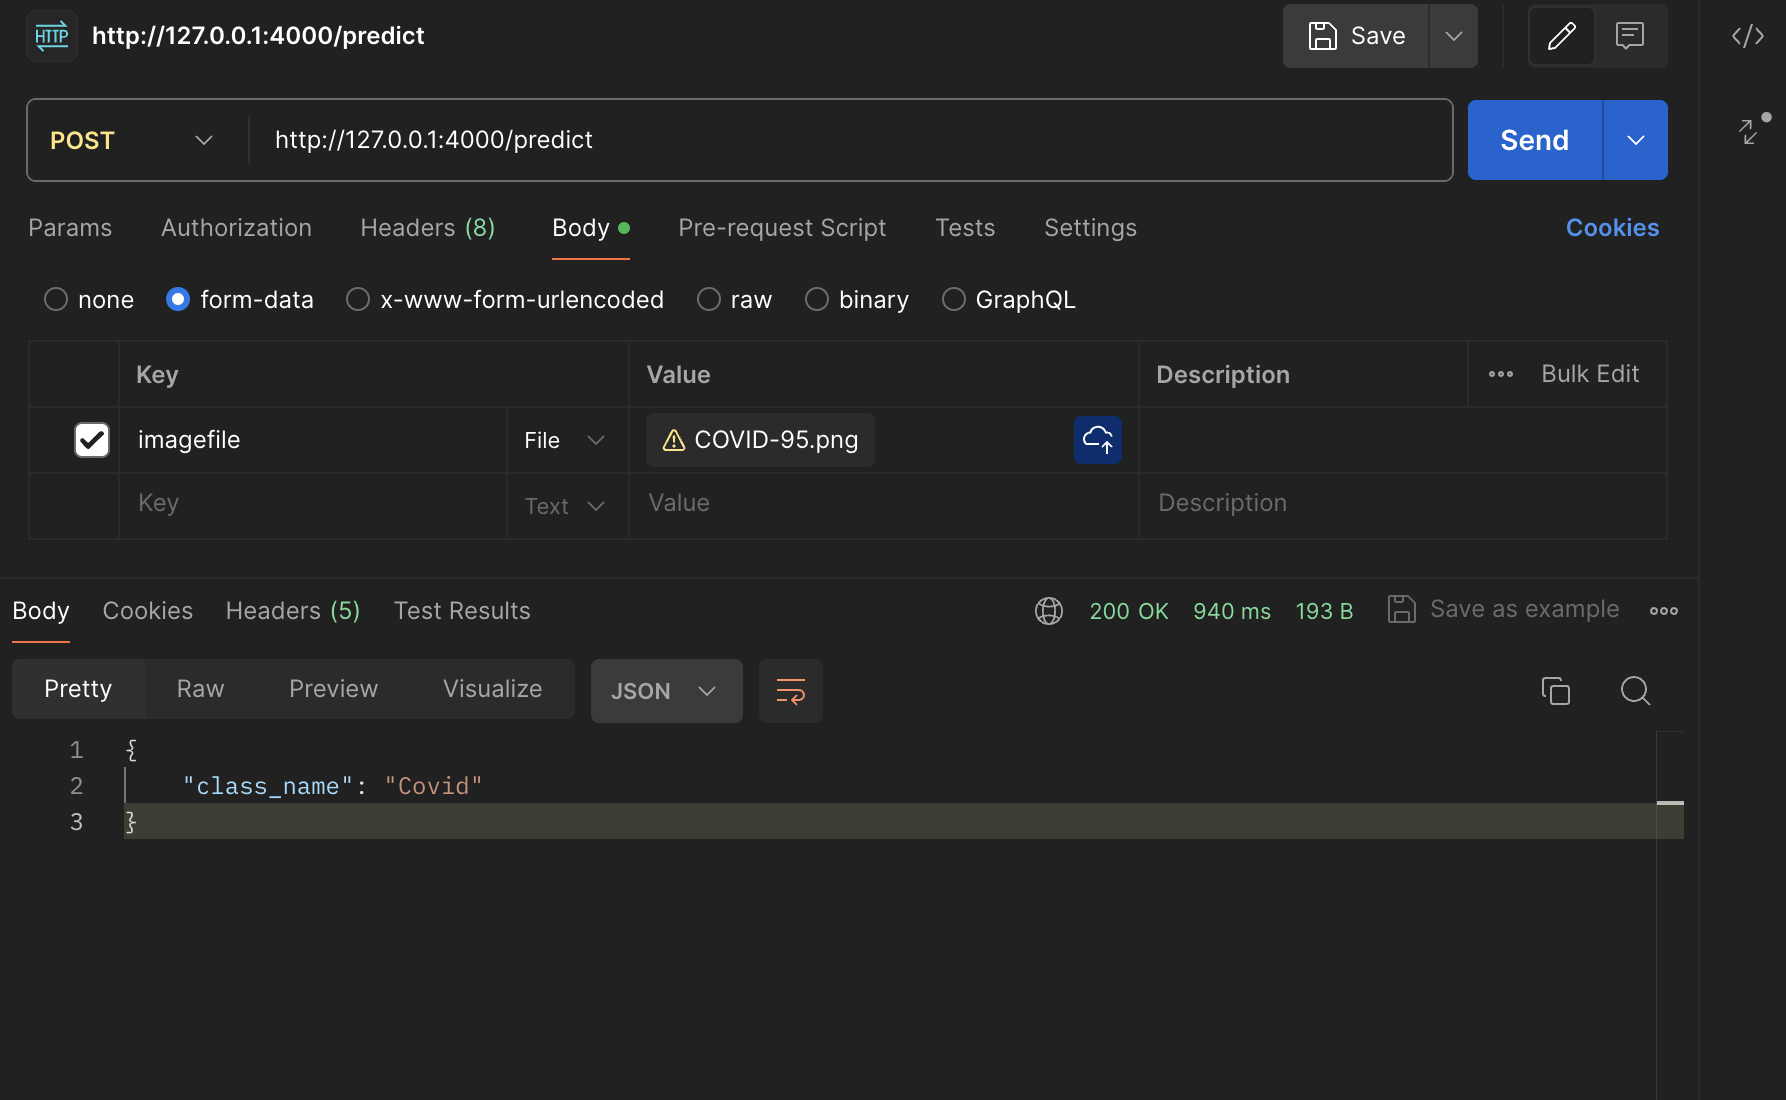 HTTP http://127.0.0.1:4000/predict Save
POST http://127.0.0.1:4000/predict Send
Params Authorization Headers (8) Body Pre-request Script Tests Settings Cookies
none form-data x-www-form-urlencoded raw binary GraphQL
Key Value Description Bulk Edit
imagefile File COVID-95.png
Key Text Value Description
Body Cookies Headers (5) Test Results 200 OK 940 ms 193 B Save as example
Pretty Raw Preview Visualize JSON
1 {
2 "class_name": "Covid"
3 }